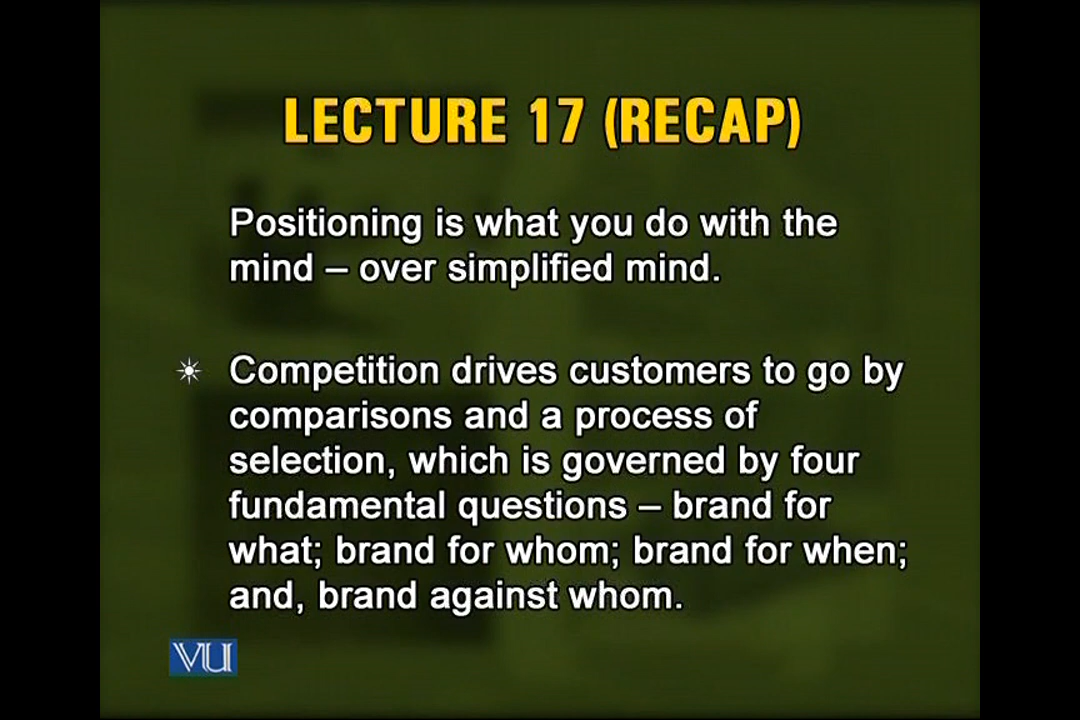 LECTURE 17 (RECAP)
Positioning is what you do with the
mind – over simplified mind.
Competition drives customers to go by
comparisons and a process of
selection, which is governed by four
fundamental questions – brand for
what; brand for whom; brand for when;
and, brand against whom.
VU